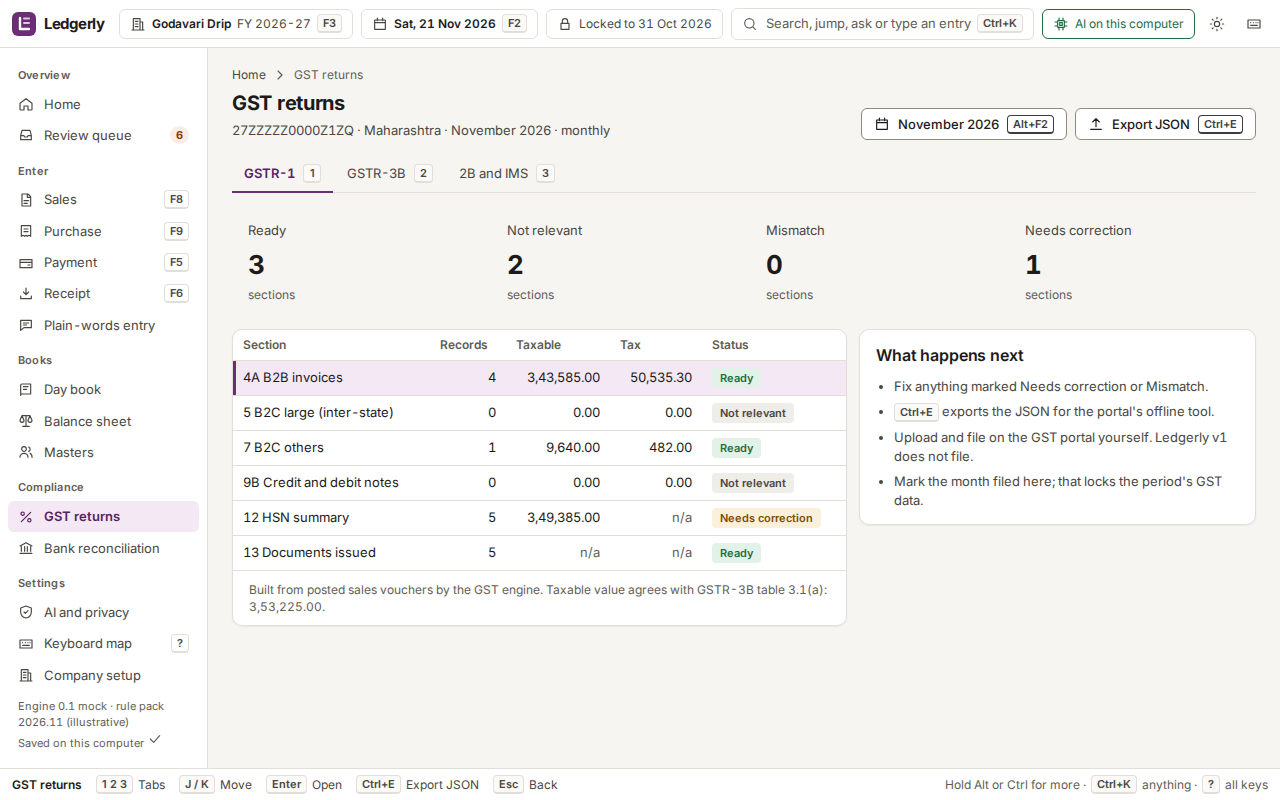 Ledgerly
Godavari Drip FY 2026-27 F3
Sat, 21 Nov 2026 F2
Locked to 31 Oct 2026
Search, jump, ask or type an entry Ctrl+K
AI on this computer
Overview
Home
Review queue 6
Enter
Sales F8
Purchase F9
Payment F5
Receipt F6
Plain-words entry
Books
Day book
Balance sheet
Masters
Compliance
GST returns
Bank reconciliation
Settings
AI and privacy
Keyboard map ?
Company setup
Engine 0.1 mock · rule pack
2026.11 (illustrative)
Saved on this computer
Home > GST returns
GST returns
27ZZZZZ0000Z1ZQ · Maharashtra · November 2026 · monthly
November 2026 Alt+F2
Export JSON Ctrl+E
GSTR-1 1 GSTR-3B 2 2B and IMS 3
Ready Not relevant Mismatch Needs correction
3 2 0 1
sections sections sections sections
Section Records Taxable Tax Status
4A B2B invoices 4 3,43,585.00 50,535.30 Ready
5 B2C large (inter-state) 0 0.00 0.00 Not relevant
7 B2C others 1 9,640.00 482.00 Ready
9B Credit and debit notes 0 0.00 0.00 Not relevant
12 HSN summary 5 3,49,385.00 n/a Needs correction
13 Documents issued 5 n/a n/a Ready
Built from posted sales vouchers by the GST engine. Taxable value agrees with GSTR-3B table 3.1(a):
3,53,225.00.
What happens next
• Fix anything marked Needs correction or Mismatch.
• Ctrl+E exports the JSON for the portal's offline tool.
• Upload and file on the GST portal yourself. Ledgerly v1
does not file.
• Mark the month filed here; that locks the period's GST
data.
GST returns 1 2 3 Tabs J / K Move Enter Open Ctrl+E Export JSON Esc Back
Hold Alt or Ctrl for more · Ctrl+K anything · ? all keys